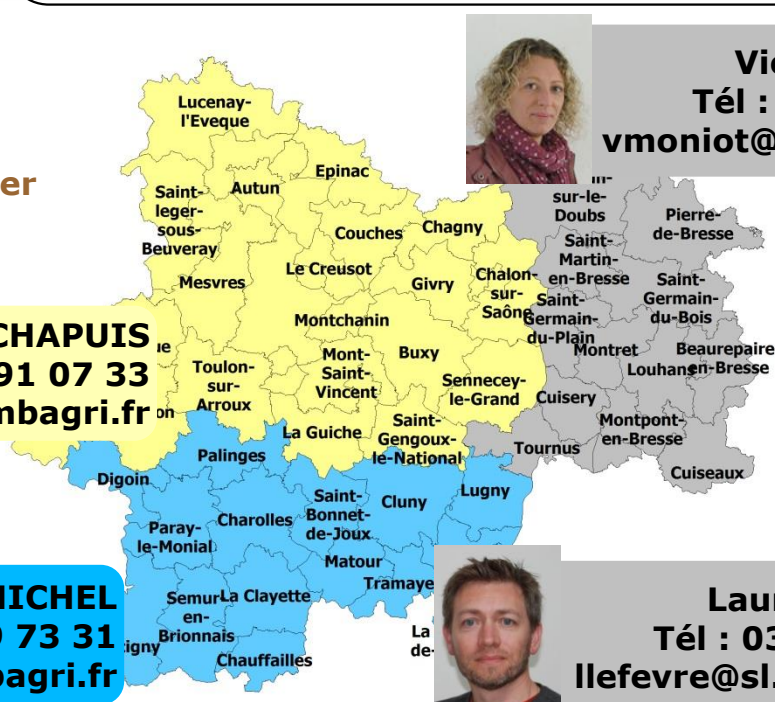 Vi
Tél :
vmoniot@
er
Lucenay-
l'Eveque
Epinac
Autun
Saint-
leger-
sous-
Beuveray
Couches
Chagny
sur-le-
Doubs
Pierre-
de-Bresse
Saint-
Martin-
en-Bresse
Mesvres
Le Creusot
Givry
Chalon-
sur-
Saône
Saint-
Germain-
du-Plain
Saint-
Germain-
du-Bois
Montchanin
CHAPUIS
91 07 33
mbagri.fr
Toulon-
sur-
Arroux
Mont-
Saint-
Vincent
Buxy
Sennecey-
le-Grand
Montret
Louhans
Beaurepaire
en-Bresse
Cuisery
La Guiche
Saint-
Gengoux-
le-National
Tournus
Montpont-
en-Bresse
Cuiseaux
Palinges
Digoin
Paray-
le-Monial
Charolles
Saint-
Bonnet-
de-Joux
Cluny
Lugny
Matour
Tramaye
MICHEL
73 31
bagri.fr
Semur-
en-
Brionnais
La Clayette
igny
Chauffailles
La
de-
Laur
Tél : 03
llefevre@sl.